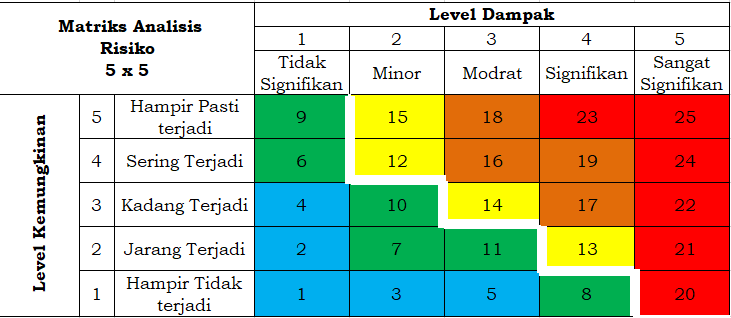 Matriks Analisis
Risiko
5 x 5
Level Dampak
1 2 3 4 5
Tidak
Signifikan
Minor
Modrat
Signifikan
Sangat
Signifikan
Level Kemungkinan
5 Hampir Pasti
terjadi
9 15 18 23 25
4 Sering Terjadi 6 12 16 19 24
3 Kadang Terjadi 4 10 14 17 22
2 Jarang Terjadi 2 7 11 13 21
1 Hampir Tidak
terjadi
1 3 5 8 20